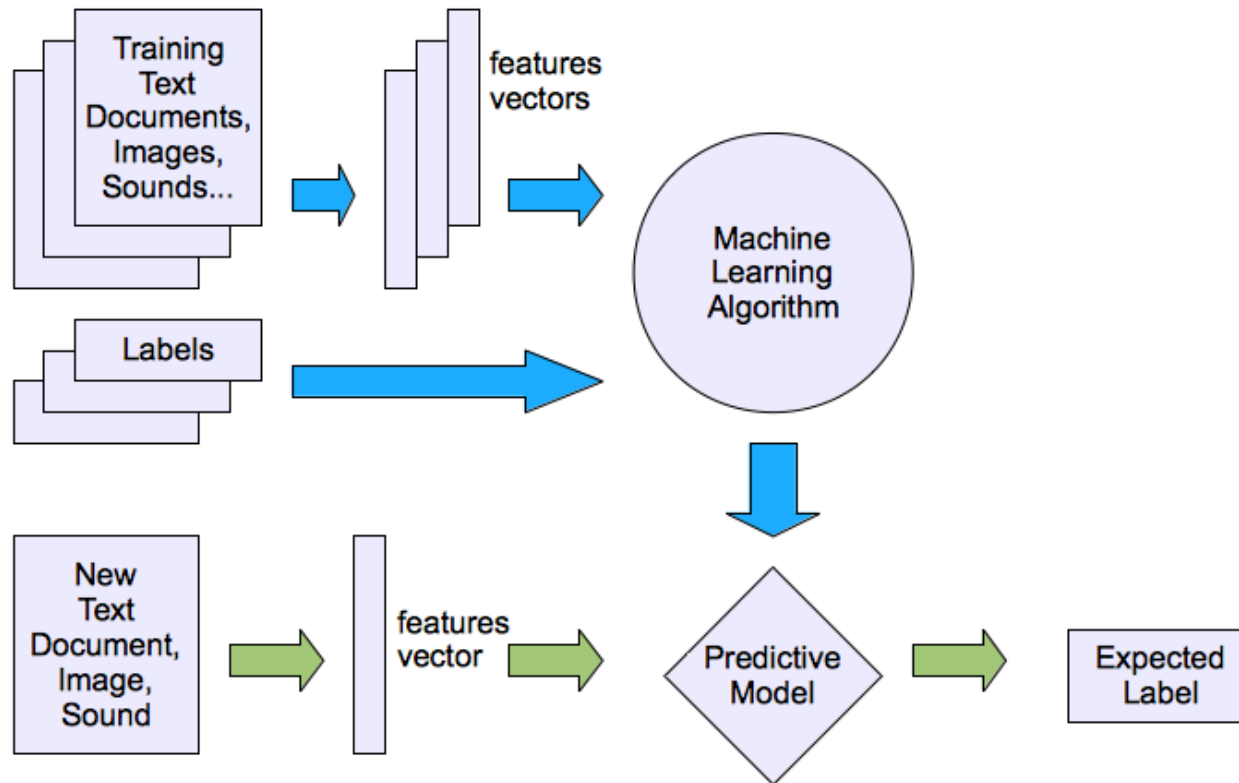 Training
Text
Documents,
Images,
Sounds...
features
vectors
Machine
Learning
Algorithm
Labels
New
Text
Document,
Image,
Sound
features
vector
Predictive
Model
Expected
Label